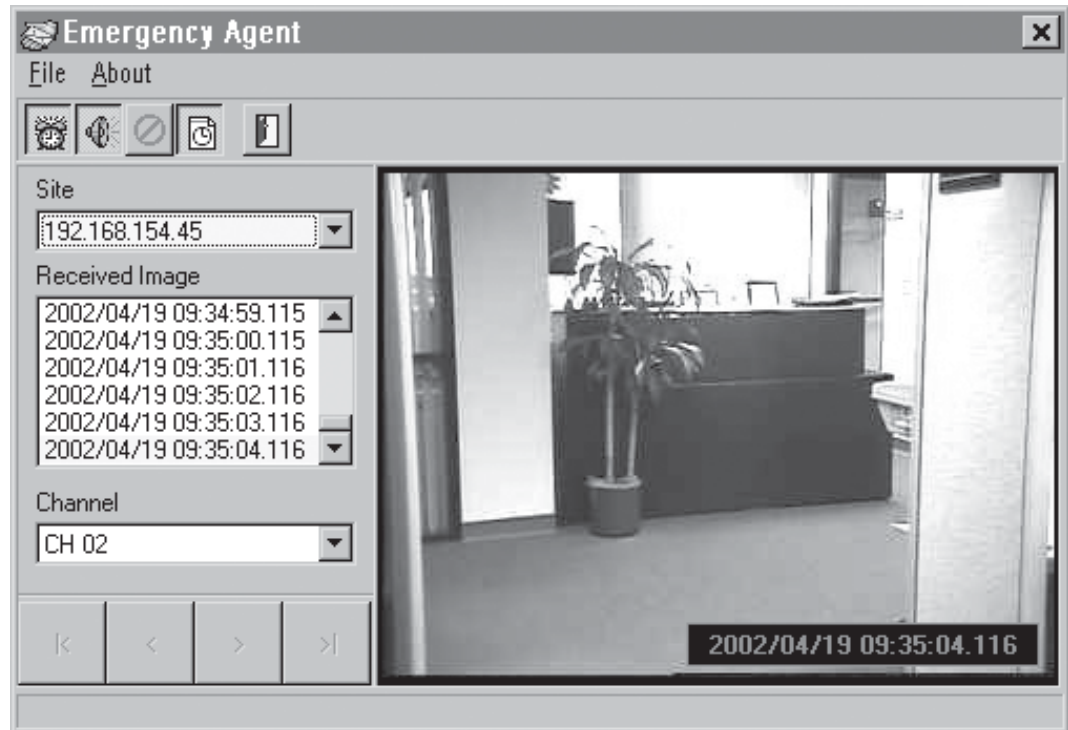 Emergency Agent
File About
Site
192.168.154.45
Received Image
2002/04/19 09:34:59.115
2002/04/19 09:35:00.115
2002/04/19 09:35:01.116
2002/04/19 09:35:02.116
2002/04/19 09:35:03.116
2002/04/19 09:35:04.116
Channel
CH 02
2002/04/19 09:35:04.116